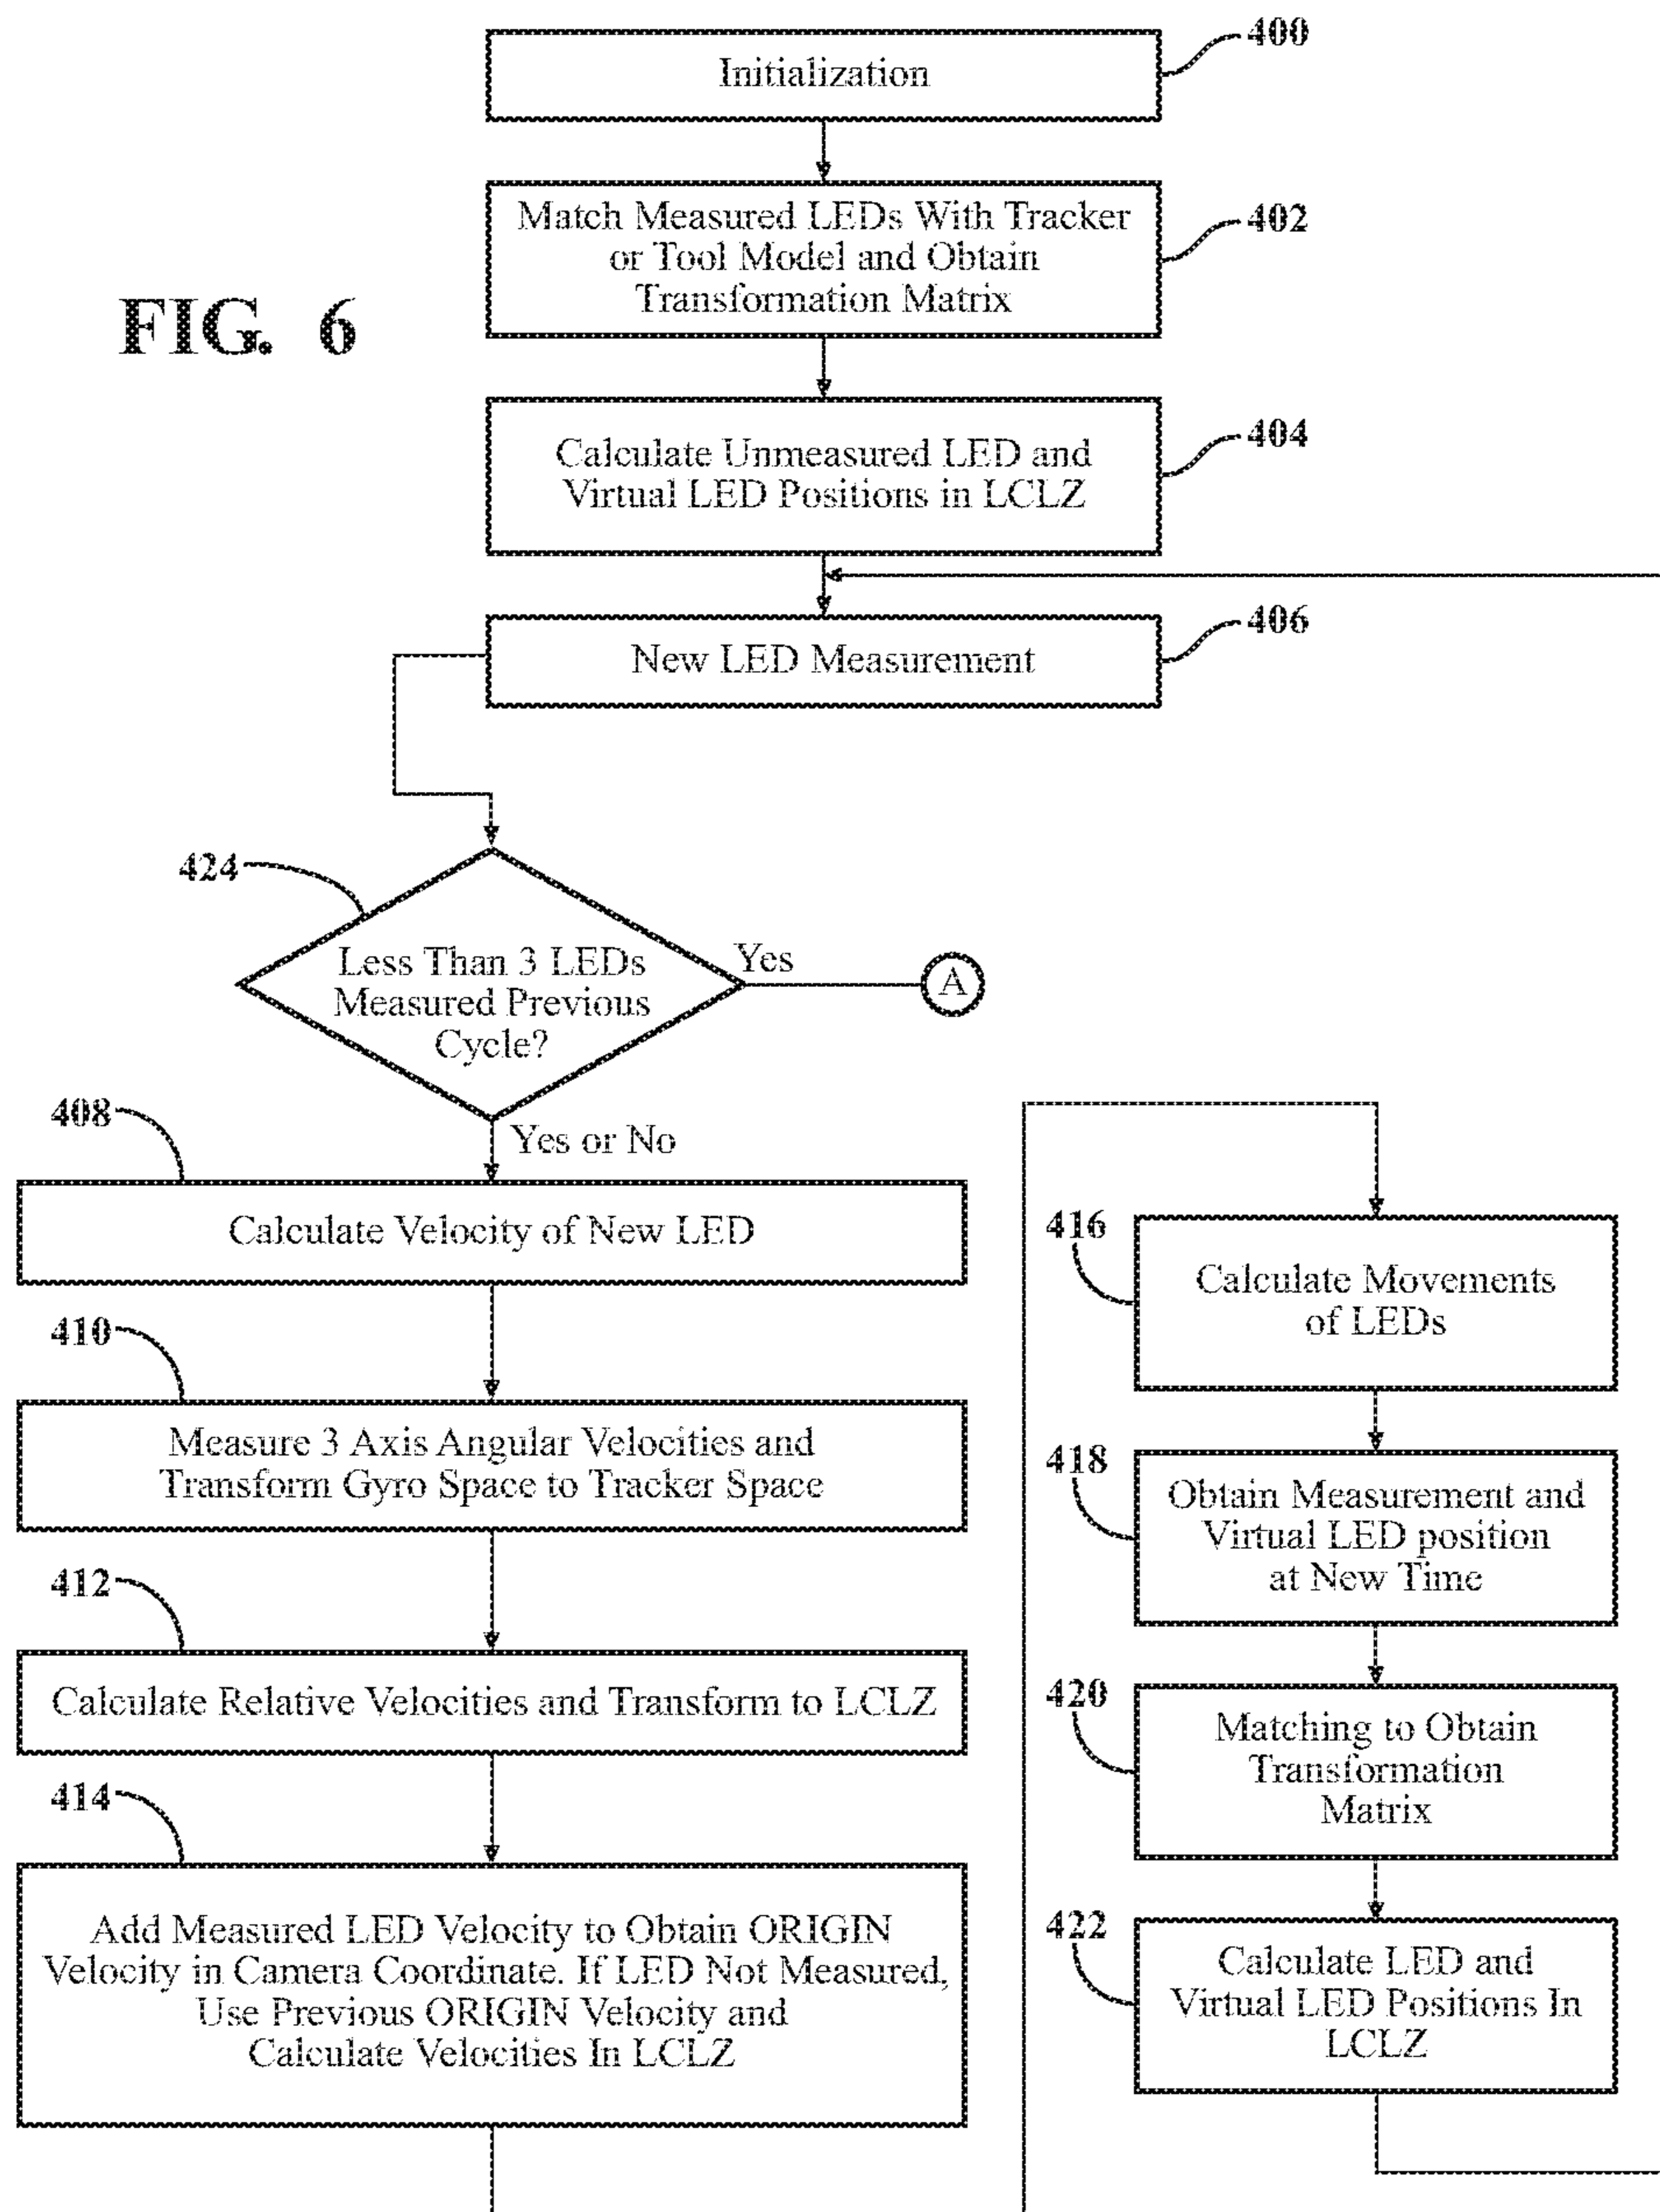 400
Initialization
Match Measured LEDs With Tracker
or Tool Model and Obtain
Transformation Matrix
402
FIG. 6
Calculate Unmeasured LED and
Virtual LED Positions in LCLZ
404
New LED Measurement
406
424
Less Than 3 LEDs
Measured Previous
Cycle?
Yes
A
Yes or No
408
Calculate Velocity of New LED
410
Measure 3 Axis Angular Velocities and
Transform Gyro Space to Tracker Space
412
Calculate Relative Velocities and Transform to LCLZ
414
Add Measured LED Velocity to Obtain ORIGIN
Velocity in Camera Coordinate. If LED Not Measured,
Use Previous ORIGIN Velocity and
Calculate Velocities In LCLZ
416
Calculate Movements
of LEDs
418
Obtain Measurement and
Virtual LED position
at New Time
420
Matching to Obtain
Transformation
Matrix
422
Calculate LED and
Virtual LED Positions In
LCLZ